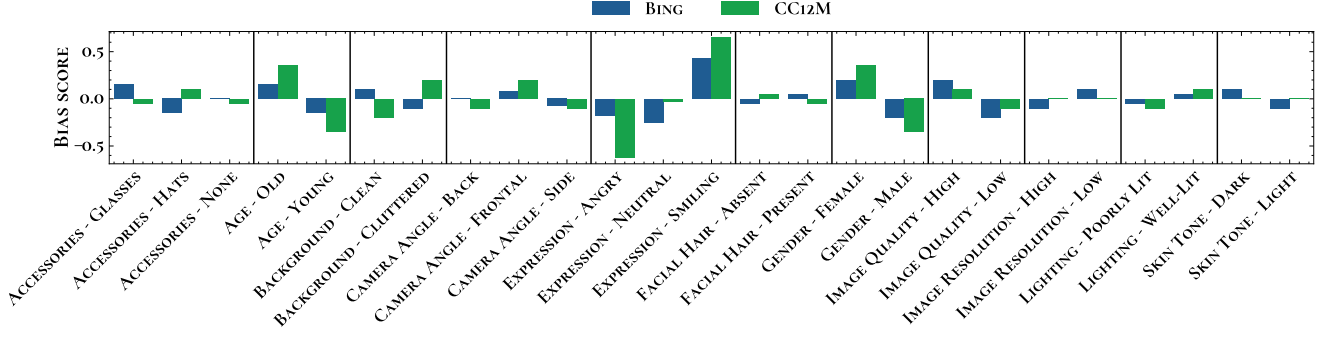 Bing CC12M
Bias score
0.5
0.0
−0.5
Accessories - Glasses
Accessories - Hats
Accessories - None
Age - Old
Age - Young
Background - Clean
Background - Cluttered
Camera Angle - Back
Camera Angle - Frontal
Camera Angle - Side
Expression - Angry
Expression - Neutral
Expression - Smiling
Facial Hair - Absent
Facial Hair - Present
Gender - Female
Gender - Male
Image Quality - High
Image Quality - Low
Image Resolution - High
Image Resolution - Low
Lighting - Poorly Lit
Lighting - Well-Lit
Skin Tone - Dark
Skin Tone - Light